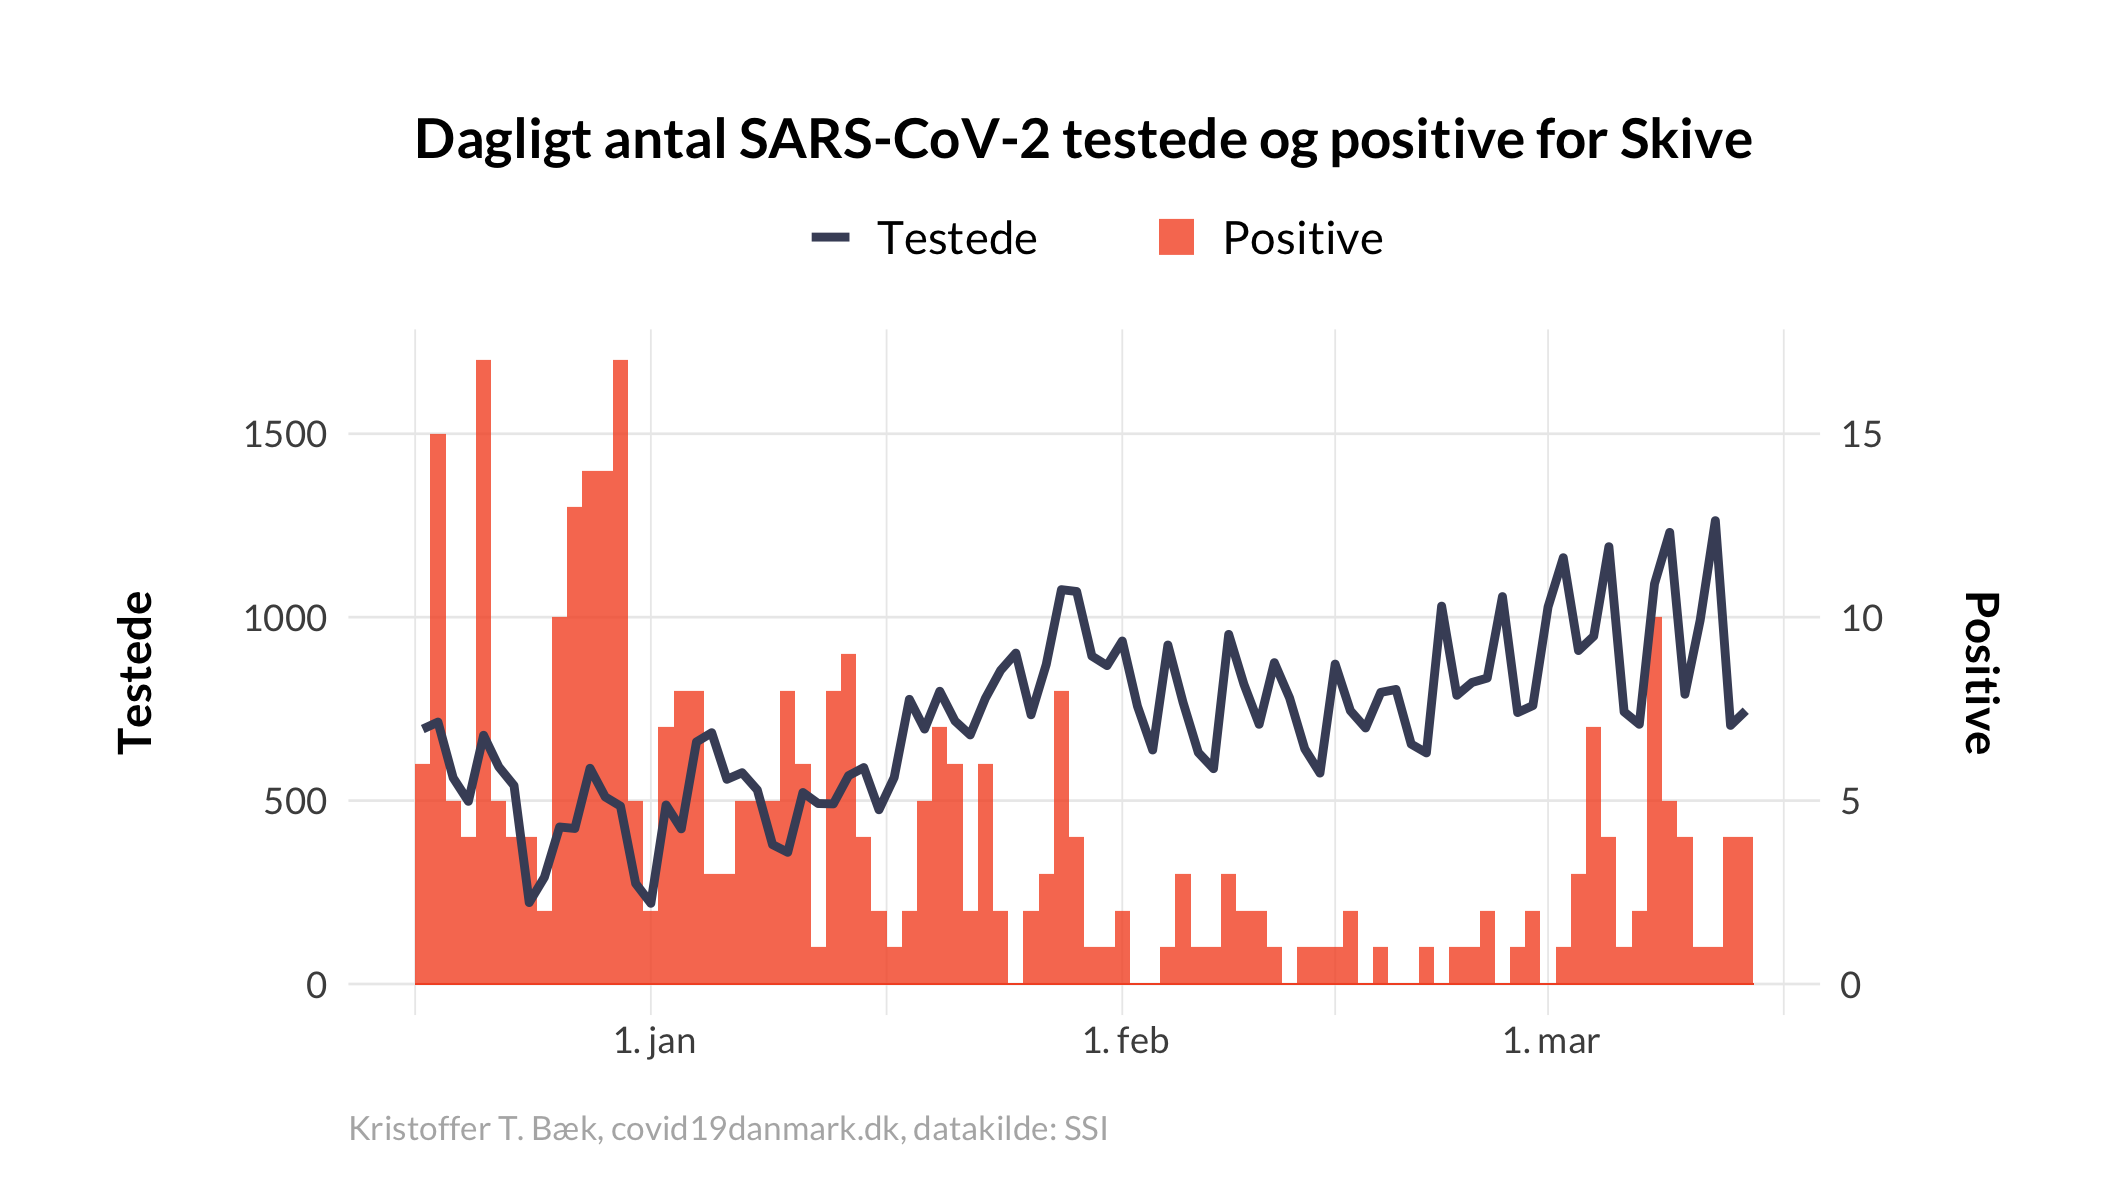 Dagligt antal SARS-CoV-2 testede og positive for Skive
Testede Positive
Testede
1500
1000
500
0
15
10
5
0
Positive
1. jan 1. feb 1. mar
Kristoffer T. Bæk, covid19danmark.dk, datakilde: SSI